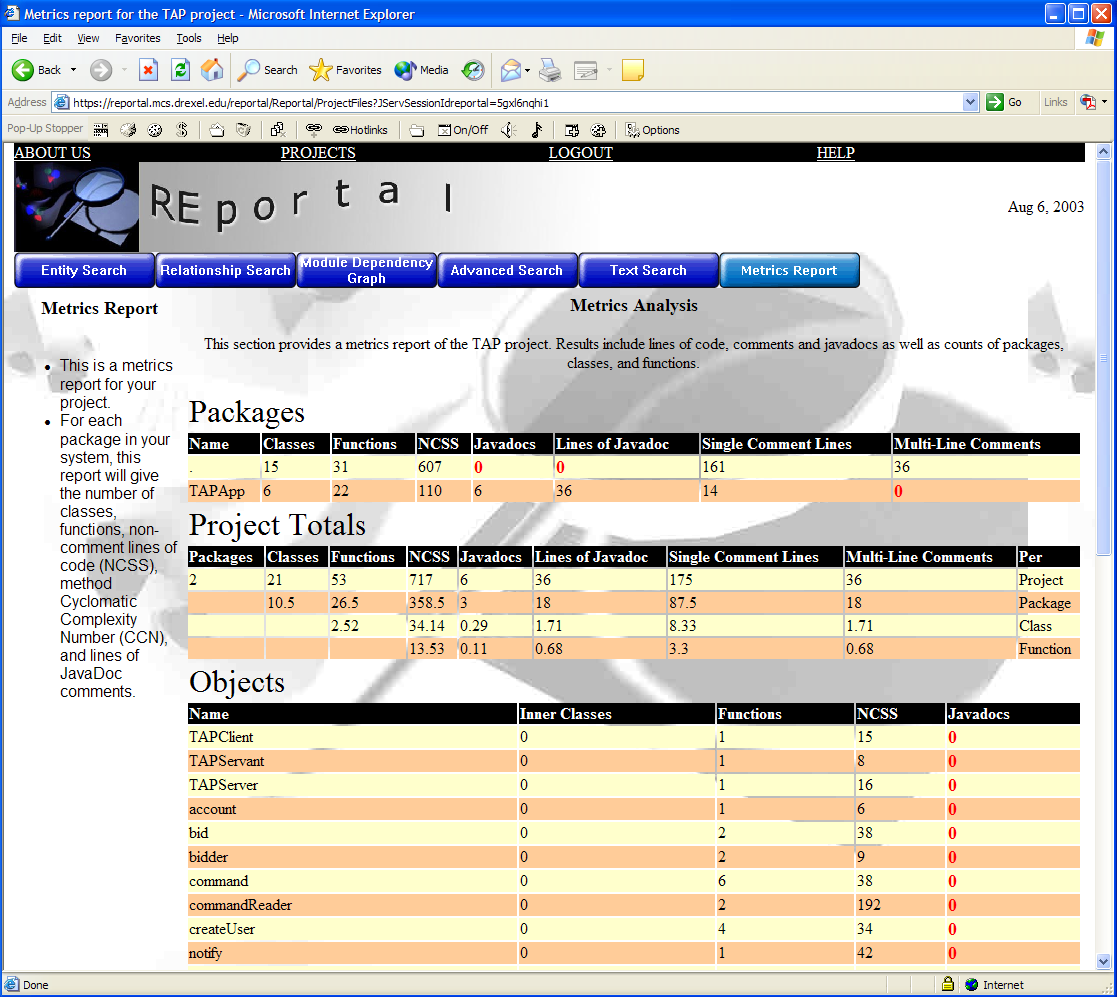 Metrics report for the TAP project - Microsoft Internet Explorer
File Edit View Favorites Tools Help
Back Search Favorites Media
Address https://reportal.mcs.drexel.edu/reportal/Reportal/ProjectFiles?JServSessionIdreportal=5gxl6nqhi1 Go Links
Pop-Up Stopper $ Hotlinks On/Off Options
ABOUT US PROJECTS LOGOUT HELP
REportal
Aug 6, 2003
Entity Search Relationship Search Module Dependency Graph Advanced Search Text Search Metrics Report
Metrics Report
This is a metrics
report for your
project.
For each
package in your
system, this
report will give
the number of
classes,
functions, non-
comment lines of
code (NCSS),
method
Cyclomatic
Complexity
Number (CCN),
and lines of
JavaDoc
comments.
Metrics Analysis
This section provides a metrics report of the TAP project. Results include lines of code, comments and javadocs as well as counts of packages,
classes, and functions.
Packages
Name Classes Functions NCSS Javadocs Lines of Javadoc Single Comment Lines Multi-Line Comments
. 15 31 607 0 0 161 36
TAPApp 6 22 110 6 36 14 0
Project Totals
Packages Classes Functions NCSS Javadocs Lines of Javadoc Single Comment Lines Multi-Line Comments Per
2 21 53 717 6 36 175 36 Project
10.5 26.5 358.5 3 18 87.5 18 Package
2.52 34.14 0.29 1.71 8.33 1.71 Class
13.53 0.11 0.68 3.3 0.68 Function
Objects
Name Inner Classes Functions NCSS Javadocs
TAPClient 0 1 15 0
TAPServant 0 1 8 0
TAPServer 0 1 16 0
account 0 1 6 0
bid 0 2 38 0
bidder 0 2 9 0
command 0 6 38 0
commandReader 0 2 192 0
createUser 0 4 34 0
notify 0 1 42 0
Done Internet